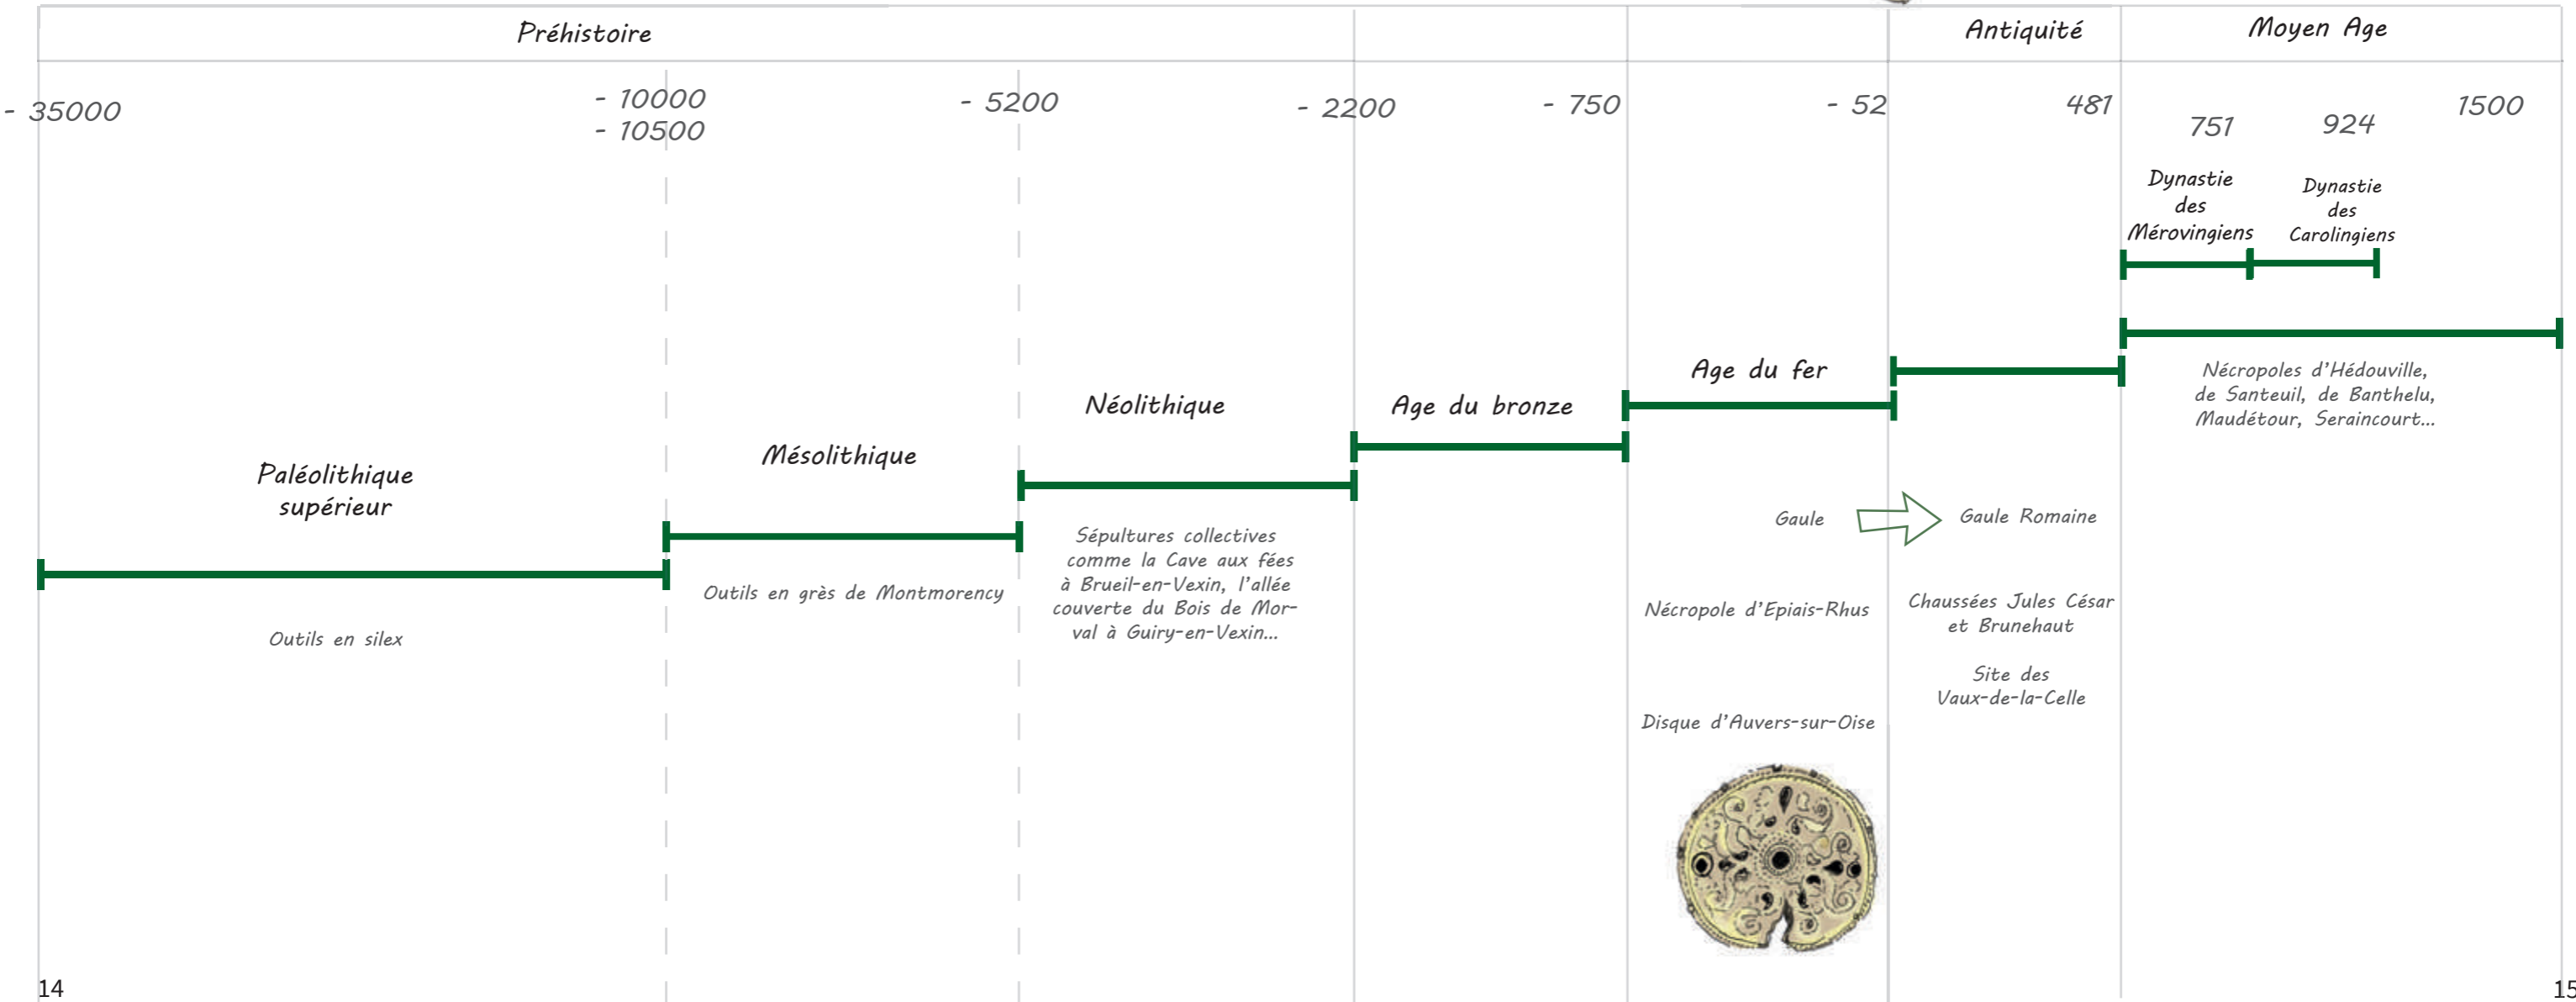 Préhistoire
Antiquité
Moyen Age
- 35000
- 10000
- 10500
- 5200
- 2200
- 750
- 52
481
751
924
1500
Dynastie
des
Mérovingiens
Dynastie
des
Carolingiens
Paléolithique
supérieur
Outils en silex
Mésolithique
Outils en grès de Montmorency
Néolithique
Sépultures collectives
comme la Cave aux fées
à Brueil-en-Vexin, l'allée
couverte du Bois de Mor-
val à Guiry-en-Vexin...
Age du bronze
Age du fer
Gaule
Nécropole d'Epiais-Rhus
Disque d'Auvers-sur-Oise
Gaule Romaine
Chaussées Jules César
et Brunehaut
Site des
Vaux-de-la-Celle
Nécropoles d'Hédouville,
de Santeuil, de Banthelu,
Maudétour, Seraincourt...
14
15